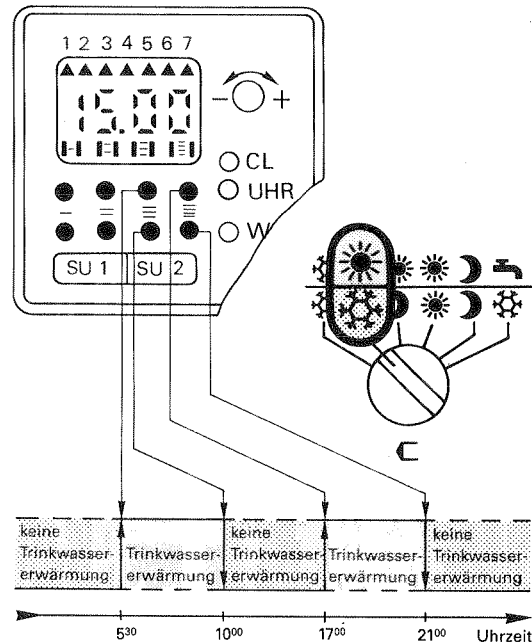 1 2 3 4 5 6 7
15.00
- +
CL
UHR
W
SU 1 SU 2
keine Trinkwasser-erwärmung
Trinkwasser-erwärmung
keine Trinkwasser-erwärmung
Trinkwasser-erwärmung
keine Trinkwasser-erwärmung
5³⁰ 10⁰⁰ 17⁰⁰ 21⁰⁰ Uhrzeit